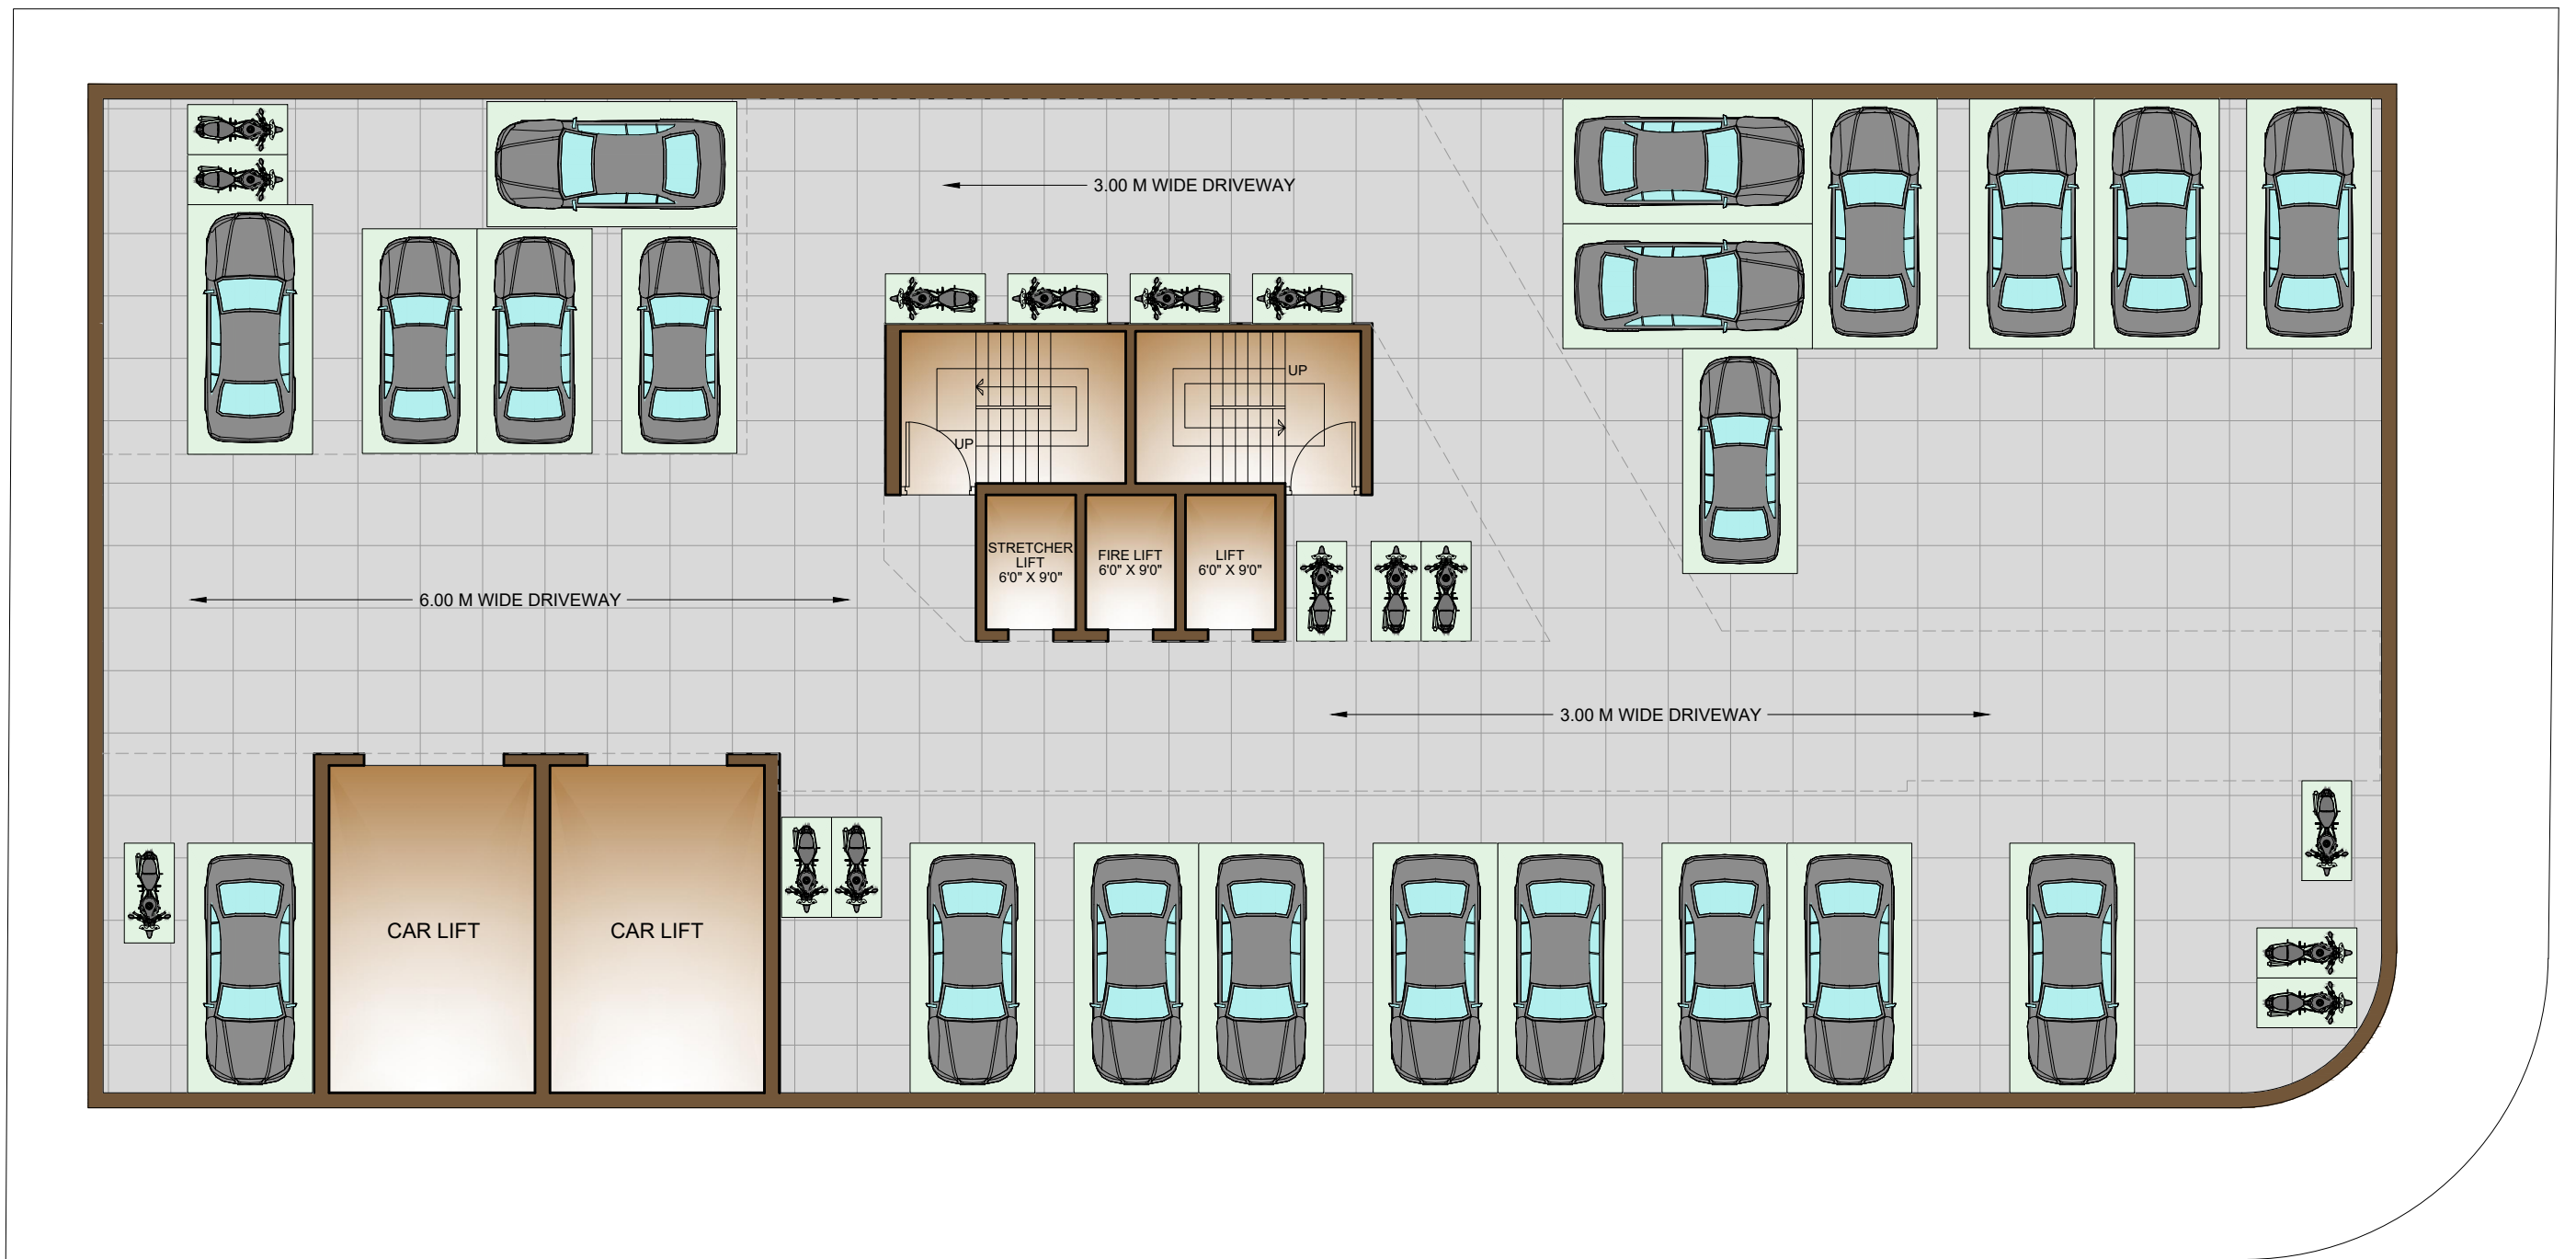 3.00 M WIDE DRIVEWAY
UP
UP
STRETCHER
LIFT
6'0" X 9'0"
FIRE LIFT
6'0" X 9'0"
LIFT
6'0" X 9'0"
6.00 M WIDE DRIVEWAY
3.00 M WIDE DRIVEWAY
CAR LIFT
CAR LIFT